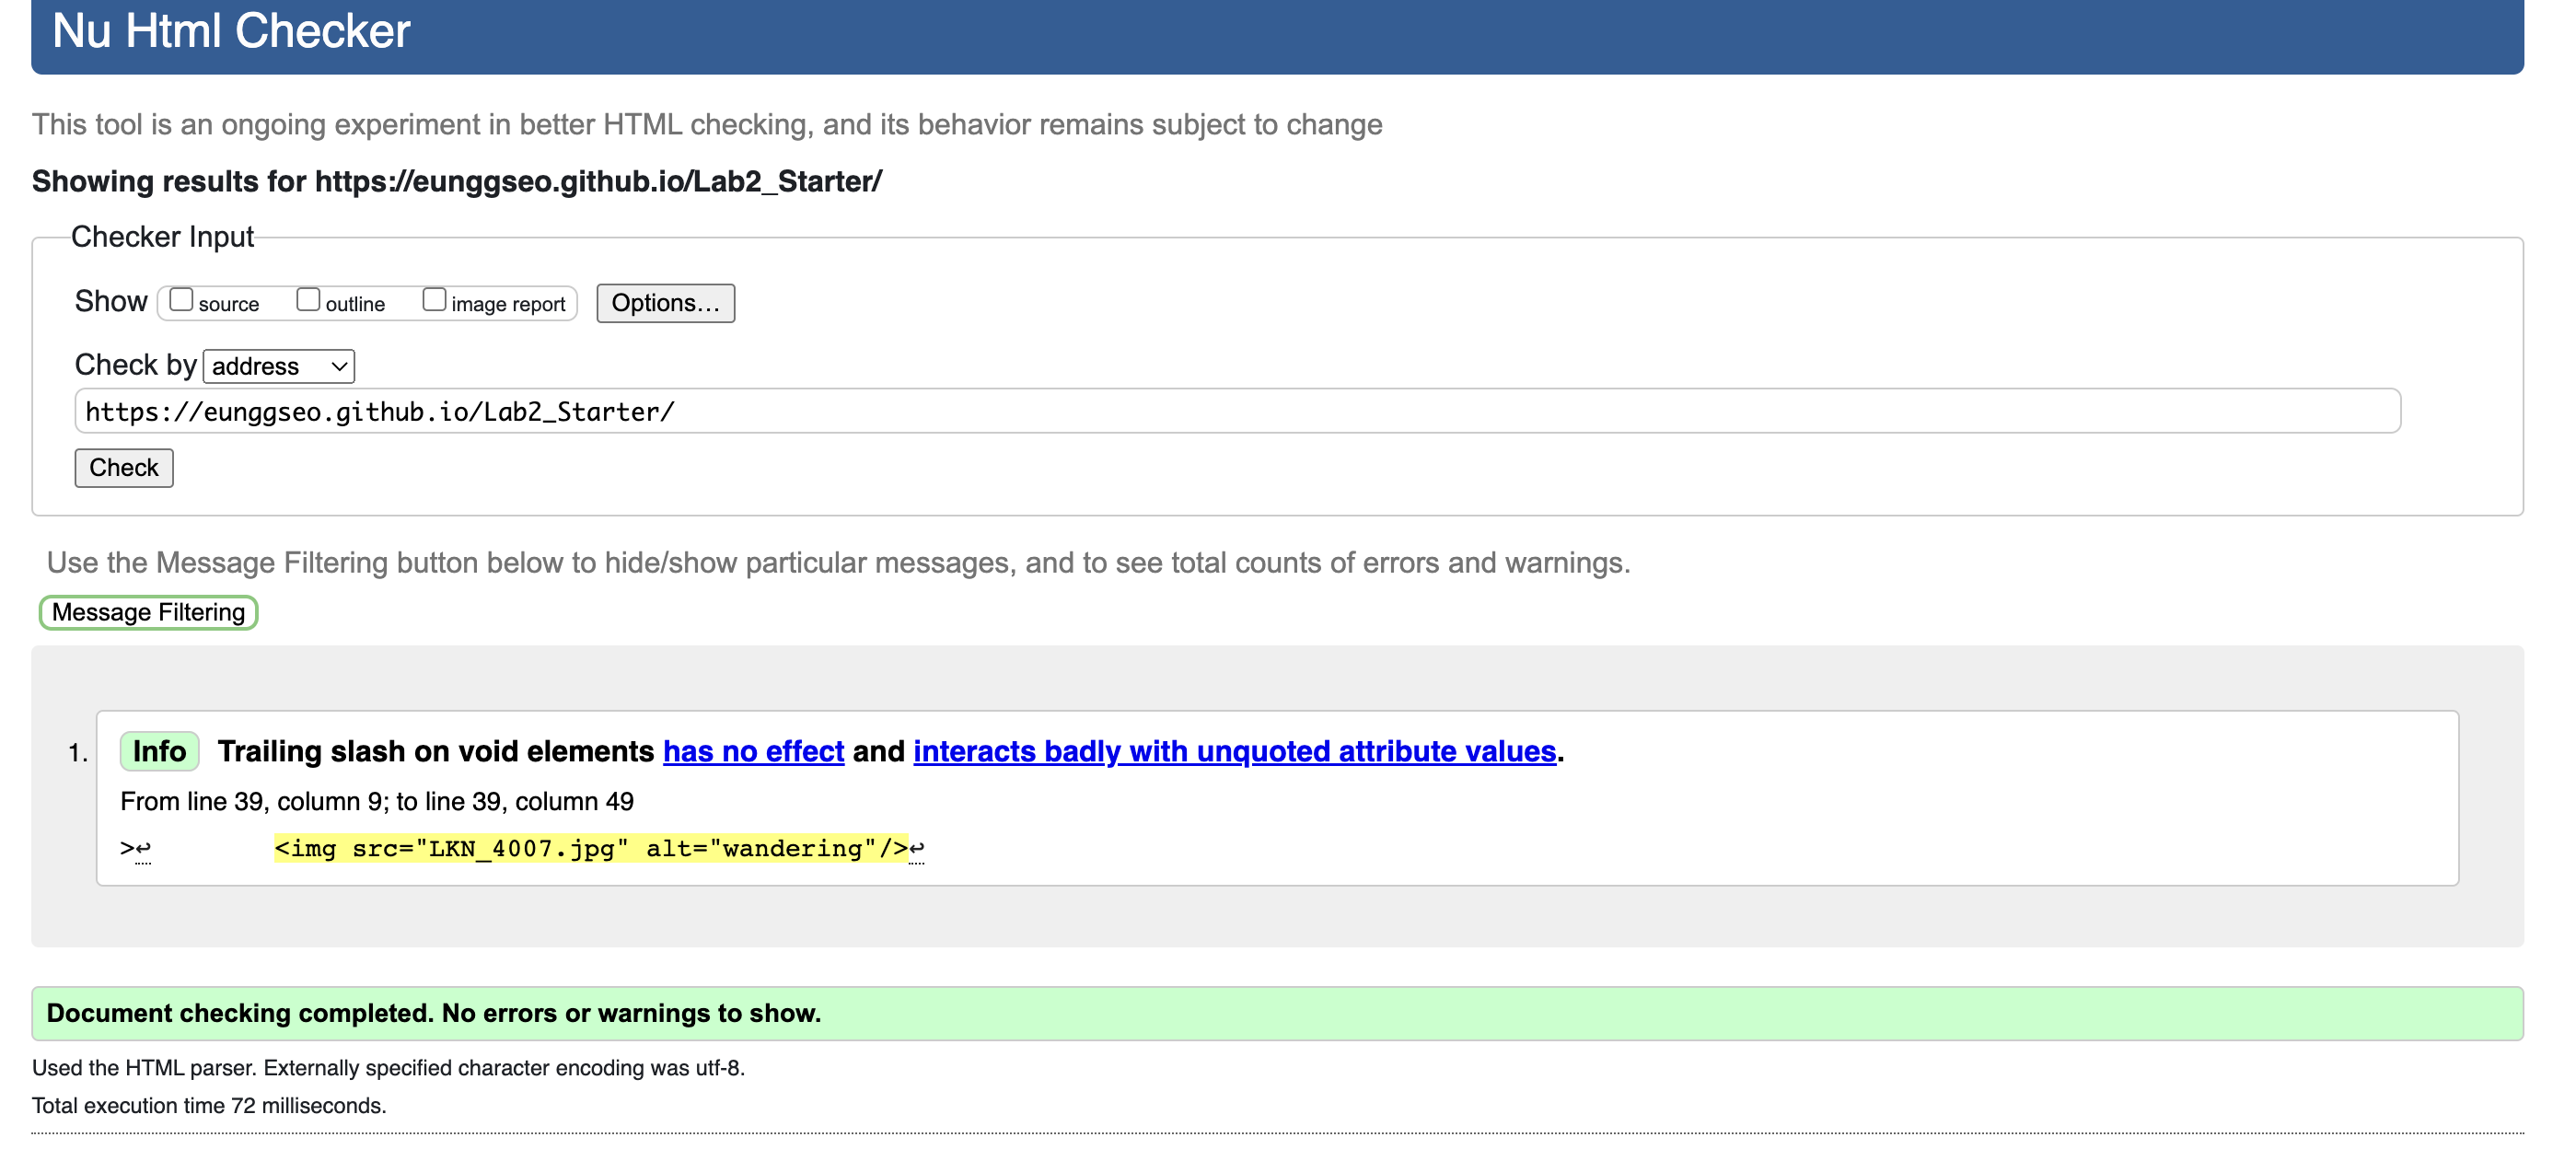 Nu Html Checker
This tool is an ongoing experiment in better HTML checking, and its behavior remains subject to change
Showing results for https://eunggseo.github.io/Lab2_Starter/
Checker Input
Show source outline image report Options...
Check by address
https://eunggseo.github.io/Lab2_Starter/
Check
Use the Message Filtering button below to hide/show particular messages, and to see total counts of errors and warnings.
Message Filtering
1. Info Trailing slash on void elements has no effect and interacts badly with unquoted attribute values.
From line 39, column 9; to line 39, column 49
>↩ <img src="LKN_4007.jpg" alt="wandering"/>↩
Document checking completed. No errors or warnings to show.
Used the HTML parser. Externally specified character encoding was utf-8.
Total execution time 72 milliseconds.